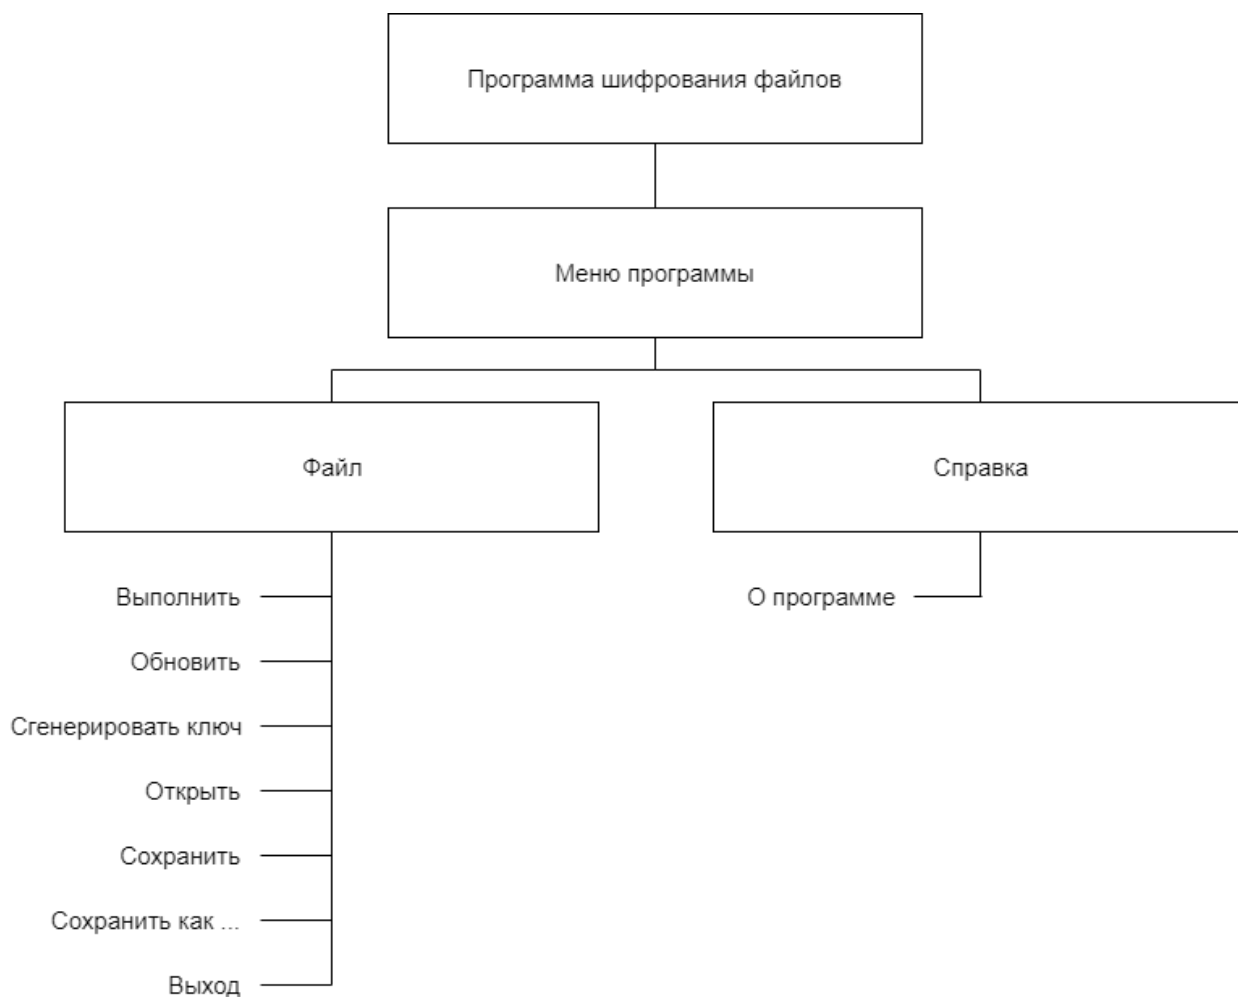 Программа шифрования файлов
Меню программы
Файл
Справка
Выполнить
О программе
Обновить
Сгенерировать ключ
Открыть
Сохранить
Сохранить как ...
Выход